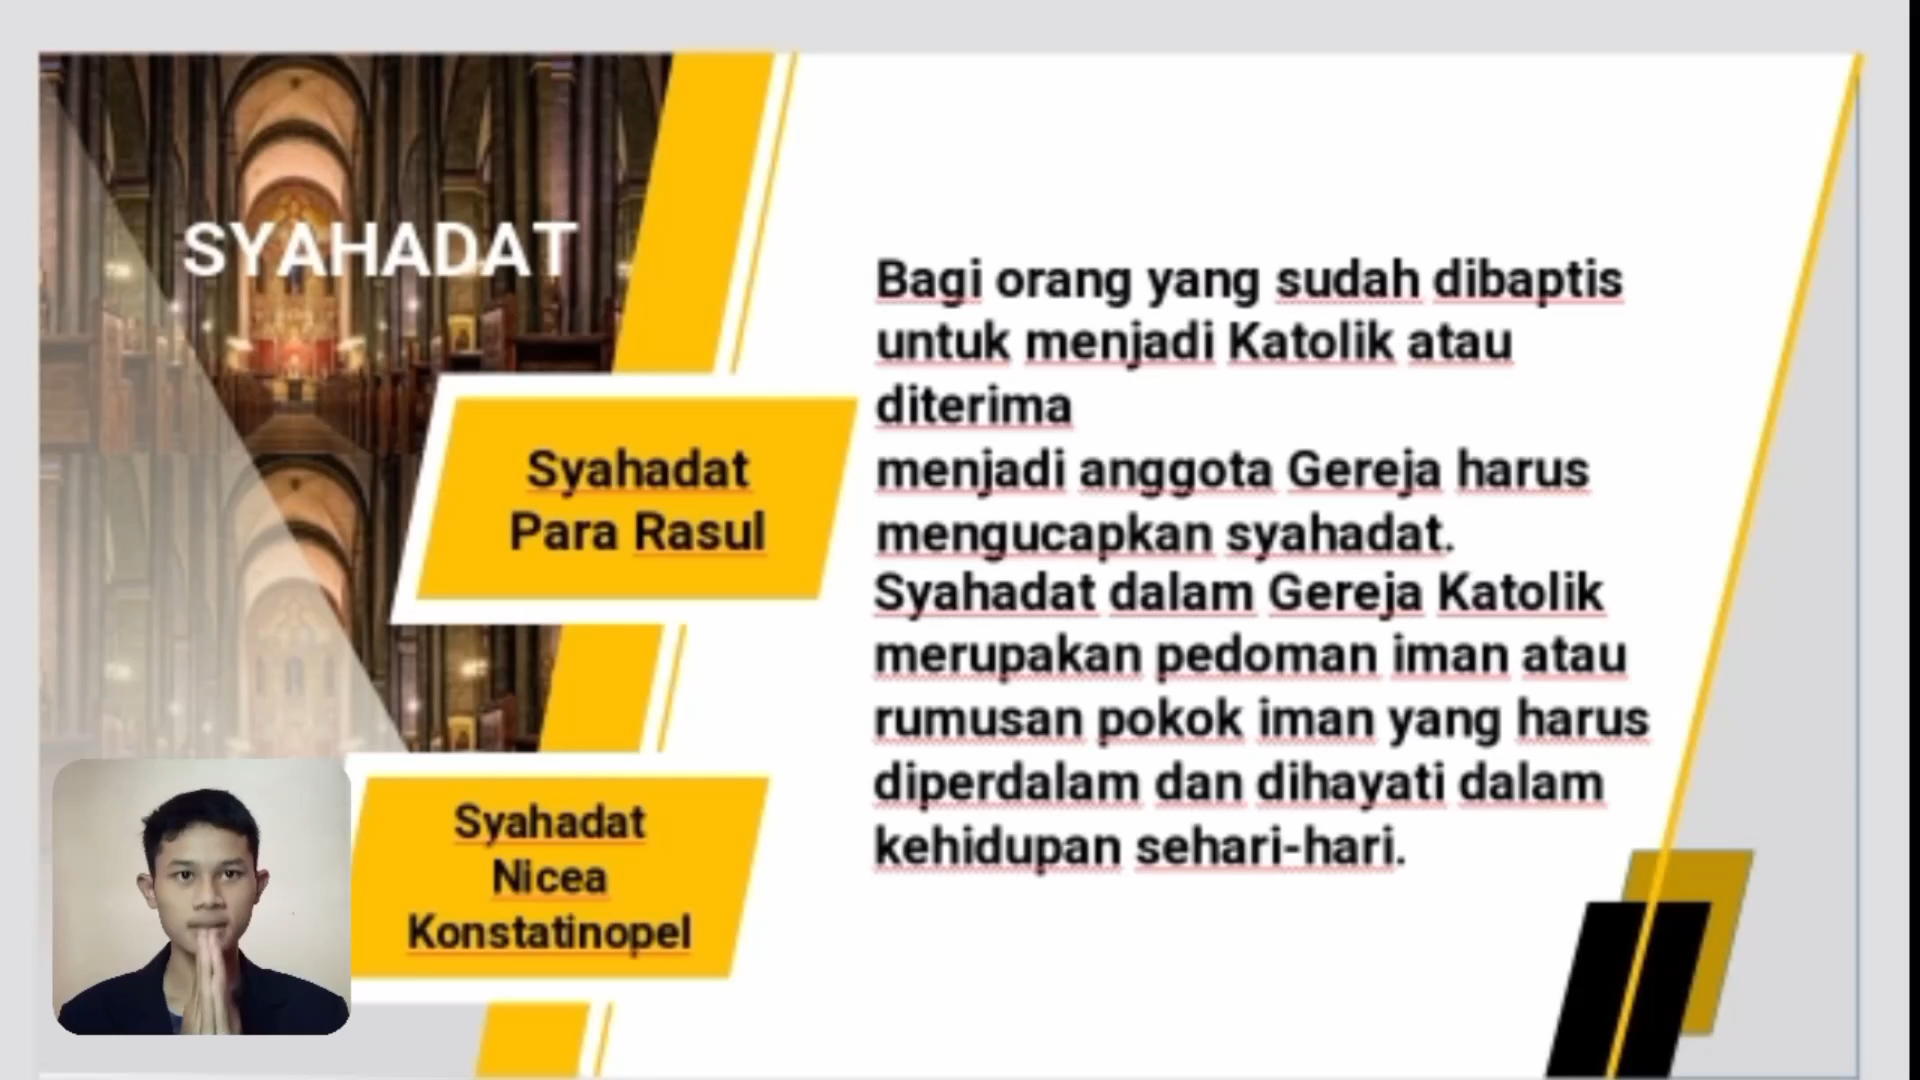 SYAHADAT
Syahadat
Para Rasul
Syahadat
Nicea
Konstatinopel
Bagi orang yang sudah dibaptis
untuk menjadi Katolik atau
diterima
menjadi anggota Gereja harus
mengucapkan syahadat.
Syahadat dalam Gereja Katolik
merupakan pedoman iman atau
rumusan pokok iman yang harus
diperdalam dan dihayati dalam
kehidupan sehari-hari.